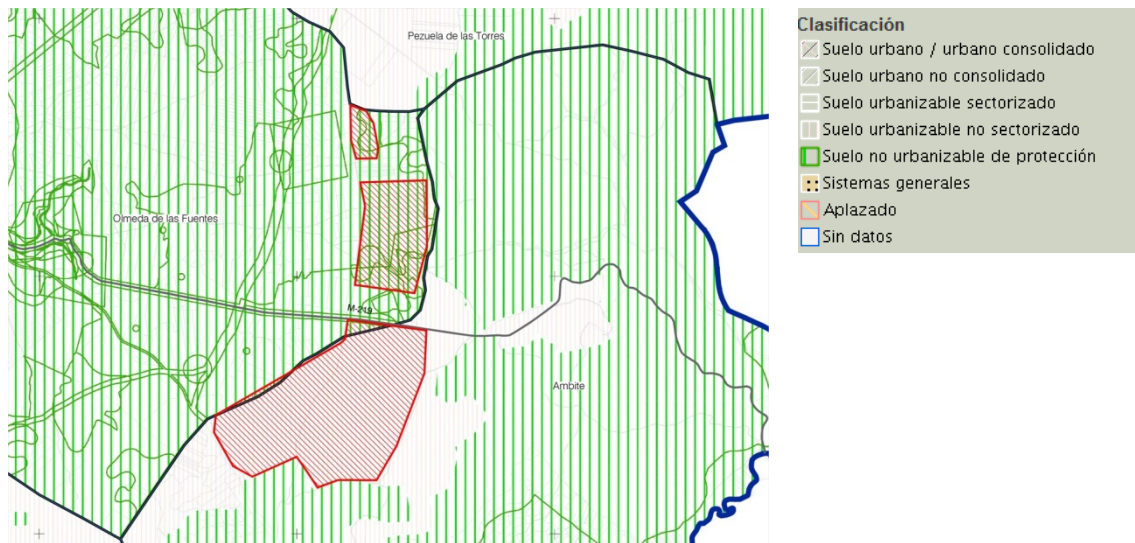 Pezuela de las Torres
Olmeda de las Fuentes
M-219
Ambite
Clasificación
Suelo urbano / urbano consolidado
Suelo urbano no consolidado
Suelo urbanizable sectorizado
Suelo urbanizable no sectorizado
Suelo no urbanizable de protección
Sistemas generales
Aplazado
Sin datos